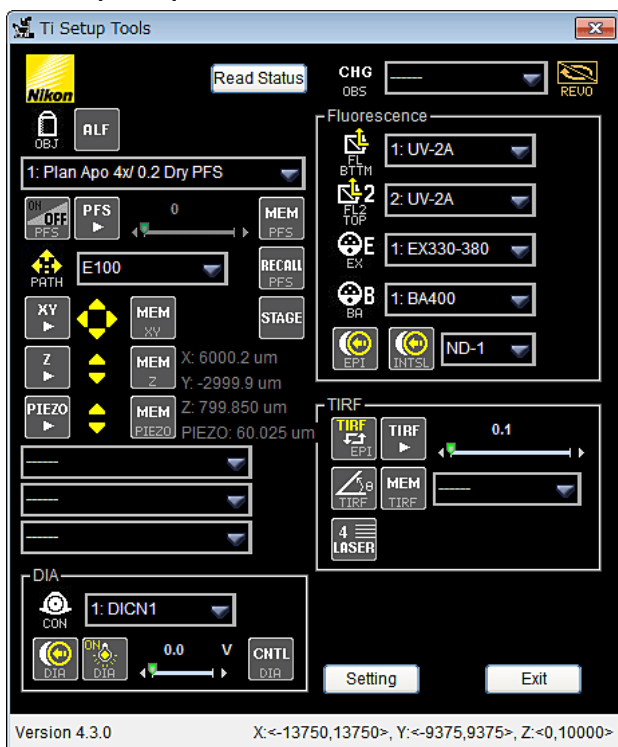 Ti Setup Tools
Nikon
Read Status
CHG
OBS
-----
REVO
OBJ
ALF
1: Plan Apo 4x/ 0.2 Dry PFS
ON
OFF
PFS
PFS
0
MEM
PFS
PATH
E100
RECALL
PFS
XY
MEM
XY
STAGE
Z
MEM
Z
X: 6000.2 um
Y: -2999.9 um
PIEZO
MEM
PIEZO
Z: 799.850 um
PIEZO: 60.025 um
-----
-----
-----
Fluorescence
FL
BTTM
1: UV-2A
2
FL2
TOP
2: UV-2A
E
EX
1: EX330-380
B
BA
1: BA400
EPI
INTSL
ND-1
TIRF
TIRF
EPI
TIRF
0.1
θ
TIRF
MEM
TIRF
-----
4
LASER
DIA
CON
1: DICN1
DIA
ON
DIA
0.0 V
CNTL
DIA
Setting
Exit
Version 4.3.0
X:<-13750,13750>, Y:<-9375,9375>, Z:<0,10000>